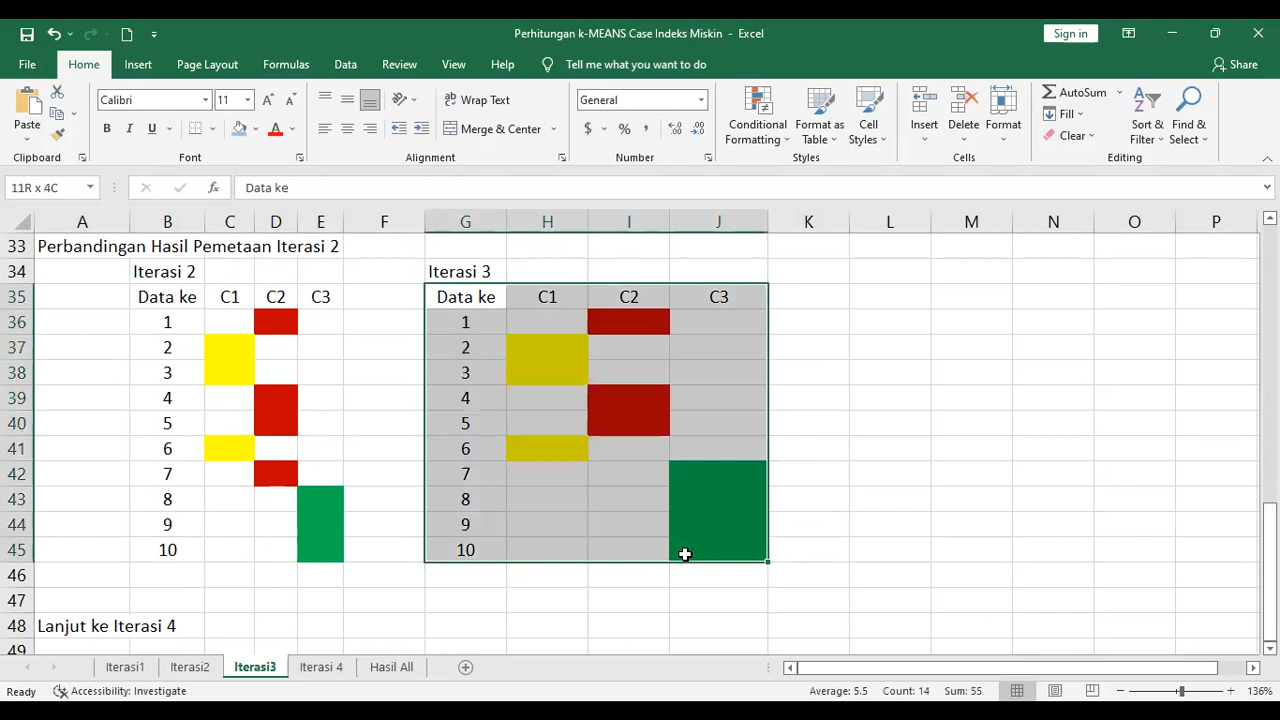 Perhitungan k-MEANS Case Indeks Miskin - Excel
Sign in
File Home Insert Page Layout Formulas Data Review View Help Tell me what you want to do Share
Paste
Calibri 11
B I U A
Wrap Text
Merge & Center
General
$ % ,
Conditional Formatting
Format as Table
Cell Styles
Insert
Delete
Format
AutoSum
Fill
Clear
Sort & Filter
Find & Select
Clipboard Font Alignment Number Styles Cells Editing
11R x 4C fx Data ke
A B C D E F G H I J K L M N O P
33 Perbandingan Hasil Pemetaan Iterasi 2
34 Iterasi 2 Iterasi 3
35 Data ke C1 C2 C3 Data ke C1 C2 C3
36 1 1
37 2 2
38 3 3
39 4 4
40 5 5
41 6 6
42 7 7
43 8 8
44 9 9
45 10 10
46
47
48 Lanjut ke Iterasi 4
49
Iterasi1 Iterasi2 Iterasi3 Iterasi 4 Hasil All
Ready Accessibility: Investigate Average: 5.5 Count: 14 Sum: 55 136%